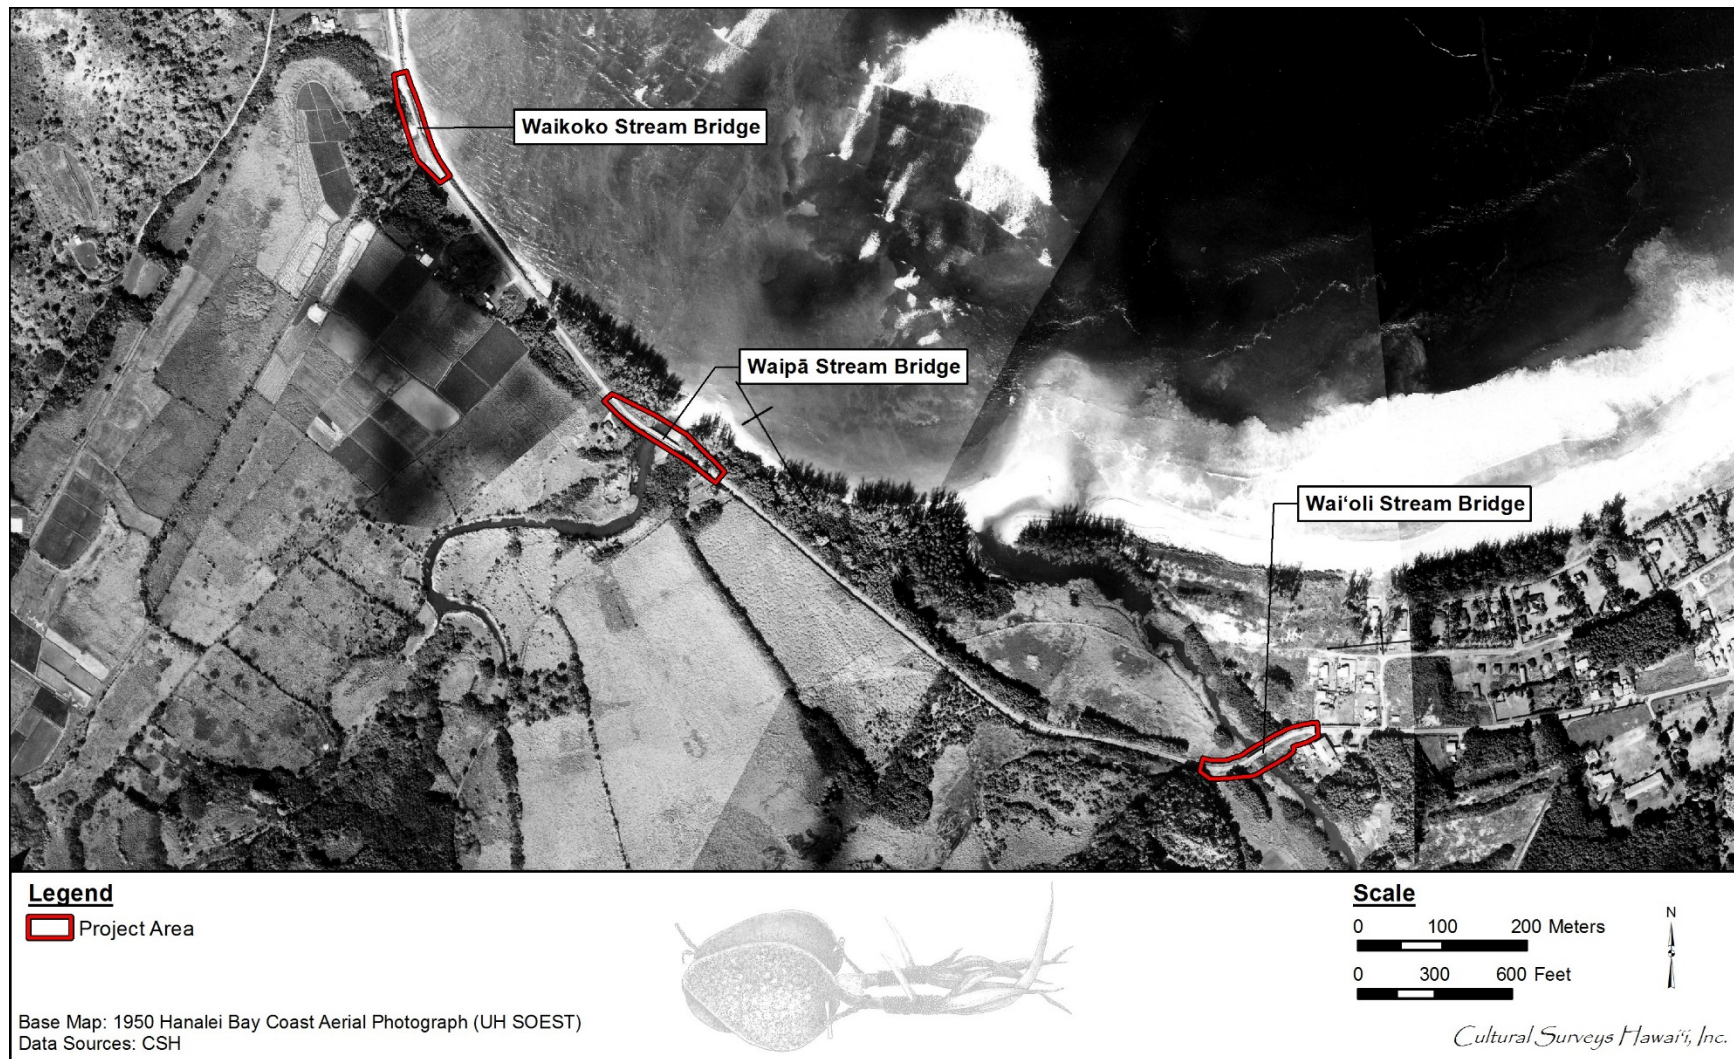 Waikoko Stream Bridge
Waipā Stream Bridge
Wai‘oli Stream Bridge
Legend
Project Area
Base Map: 1950 Hanalei Bay Coast Aerial Photograph (UH SOEST)
Data Sources: CSH
Scale
0 100 200 Meters
0 300 600 Feet
N
Cultural Surveys Hawai‘i, Inc.